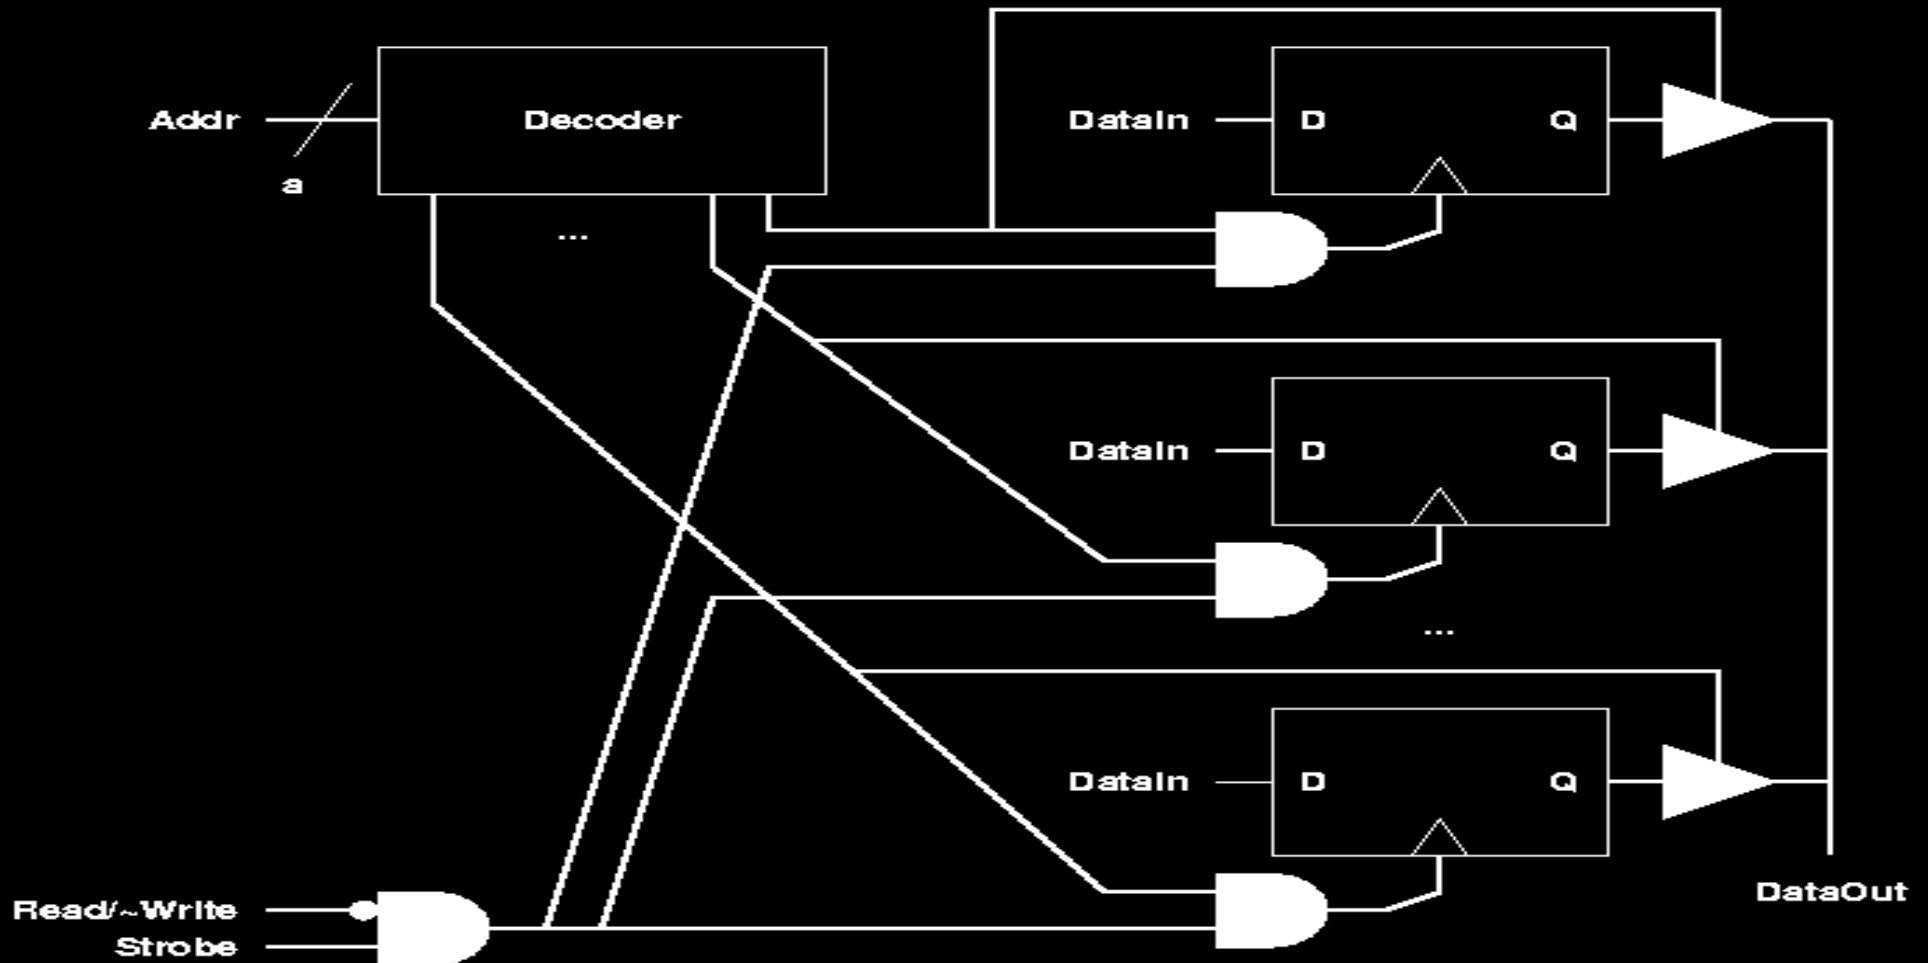 Addr
a
Decoder
...
DataIn
D
Q
DataIn
D
Q
...
DataIn
D
Q
DataOut
Read/~Write
Strobe